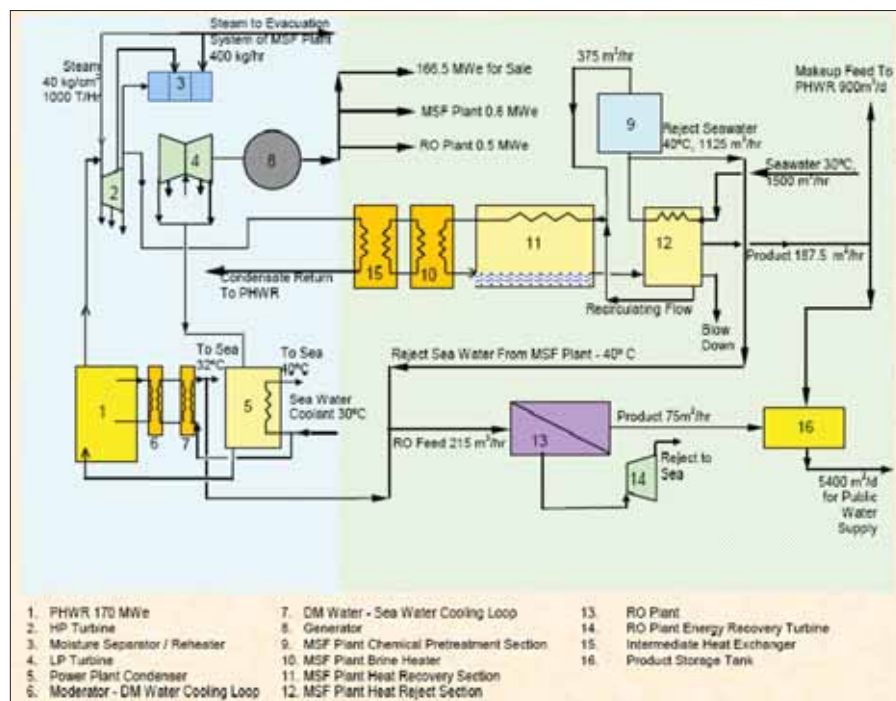 Steam to Evacuation
System of MSF Plant
400 kg/hr
Steam
40 kg/cm²
1000 T/Hr
3
2
4
8
166.5 MWe for Sale
MSF Plant 0.6 MWe
RO Plant 0.5 MWe
375 m³/hr
9
Makeup Feed To
PHWR 900m³/d
Reject Seawater
40ºC, 1125 m³/hr
Seawater 30ºC,
1500 m³/hr
15
10
11
12
Product 187.5 m³/hr
Condensate Return
To PHWR
Recirculating Flow
Blow
Down
To Sea
32ºC
To Sea
40ºC
Reject Sea Water From MSF Plant - 40º C
1
6
7
5
Sea Water
Coolant 30ºC
RO Feed 215 m³/hr
13
Product 75m³/hr
16
14
Reject to
Sea
5400 m³/d
for Public
Water
Supply
1. PHWR 170 MWe
2. HP Turbine
3. Moisture Separator / Reheater
4. LP Turbine
5. Power Plant Condenser
6. Moderator - DM Water Cooling Loop
7. DM Water - Sea Water Cooling Loop
8. Generator
9. MSF Plant Chemical Pretreatment Section
10. MSF Plant Brine Heater
11. MSF Plant Heat Recovery Section
12. MSF Plant Heat Reject Section
13. RO Plant
14. RO Plant Energy Recovery Turbine
15. Intermediate Heat Exchanger
16. Product Storage Tank